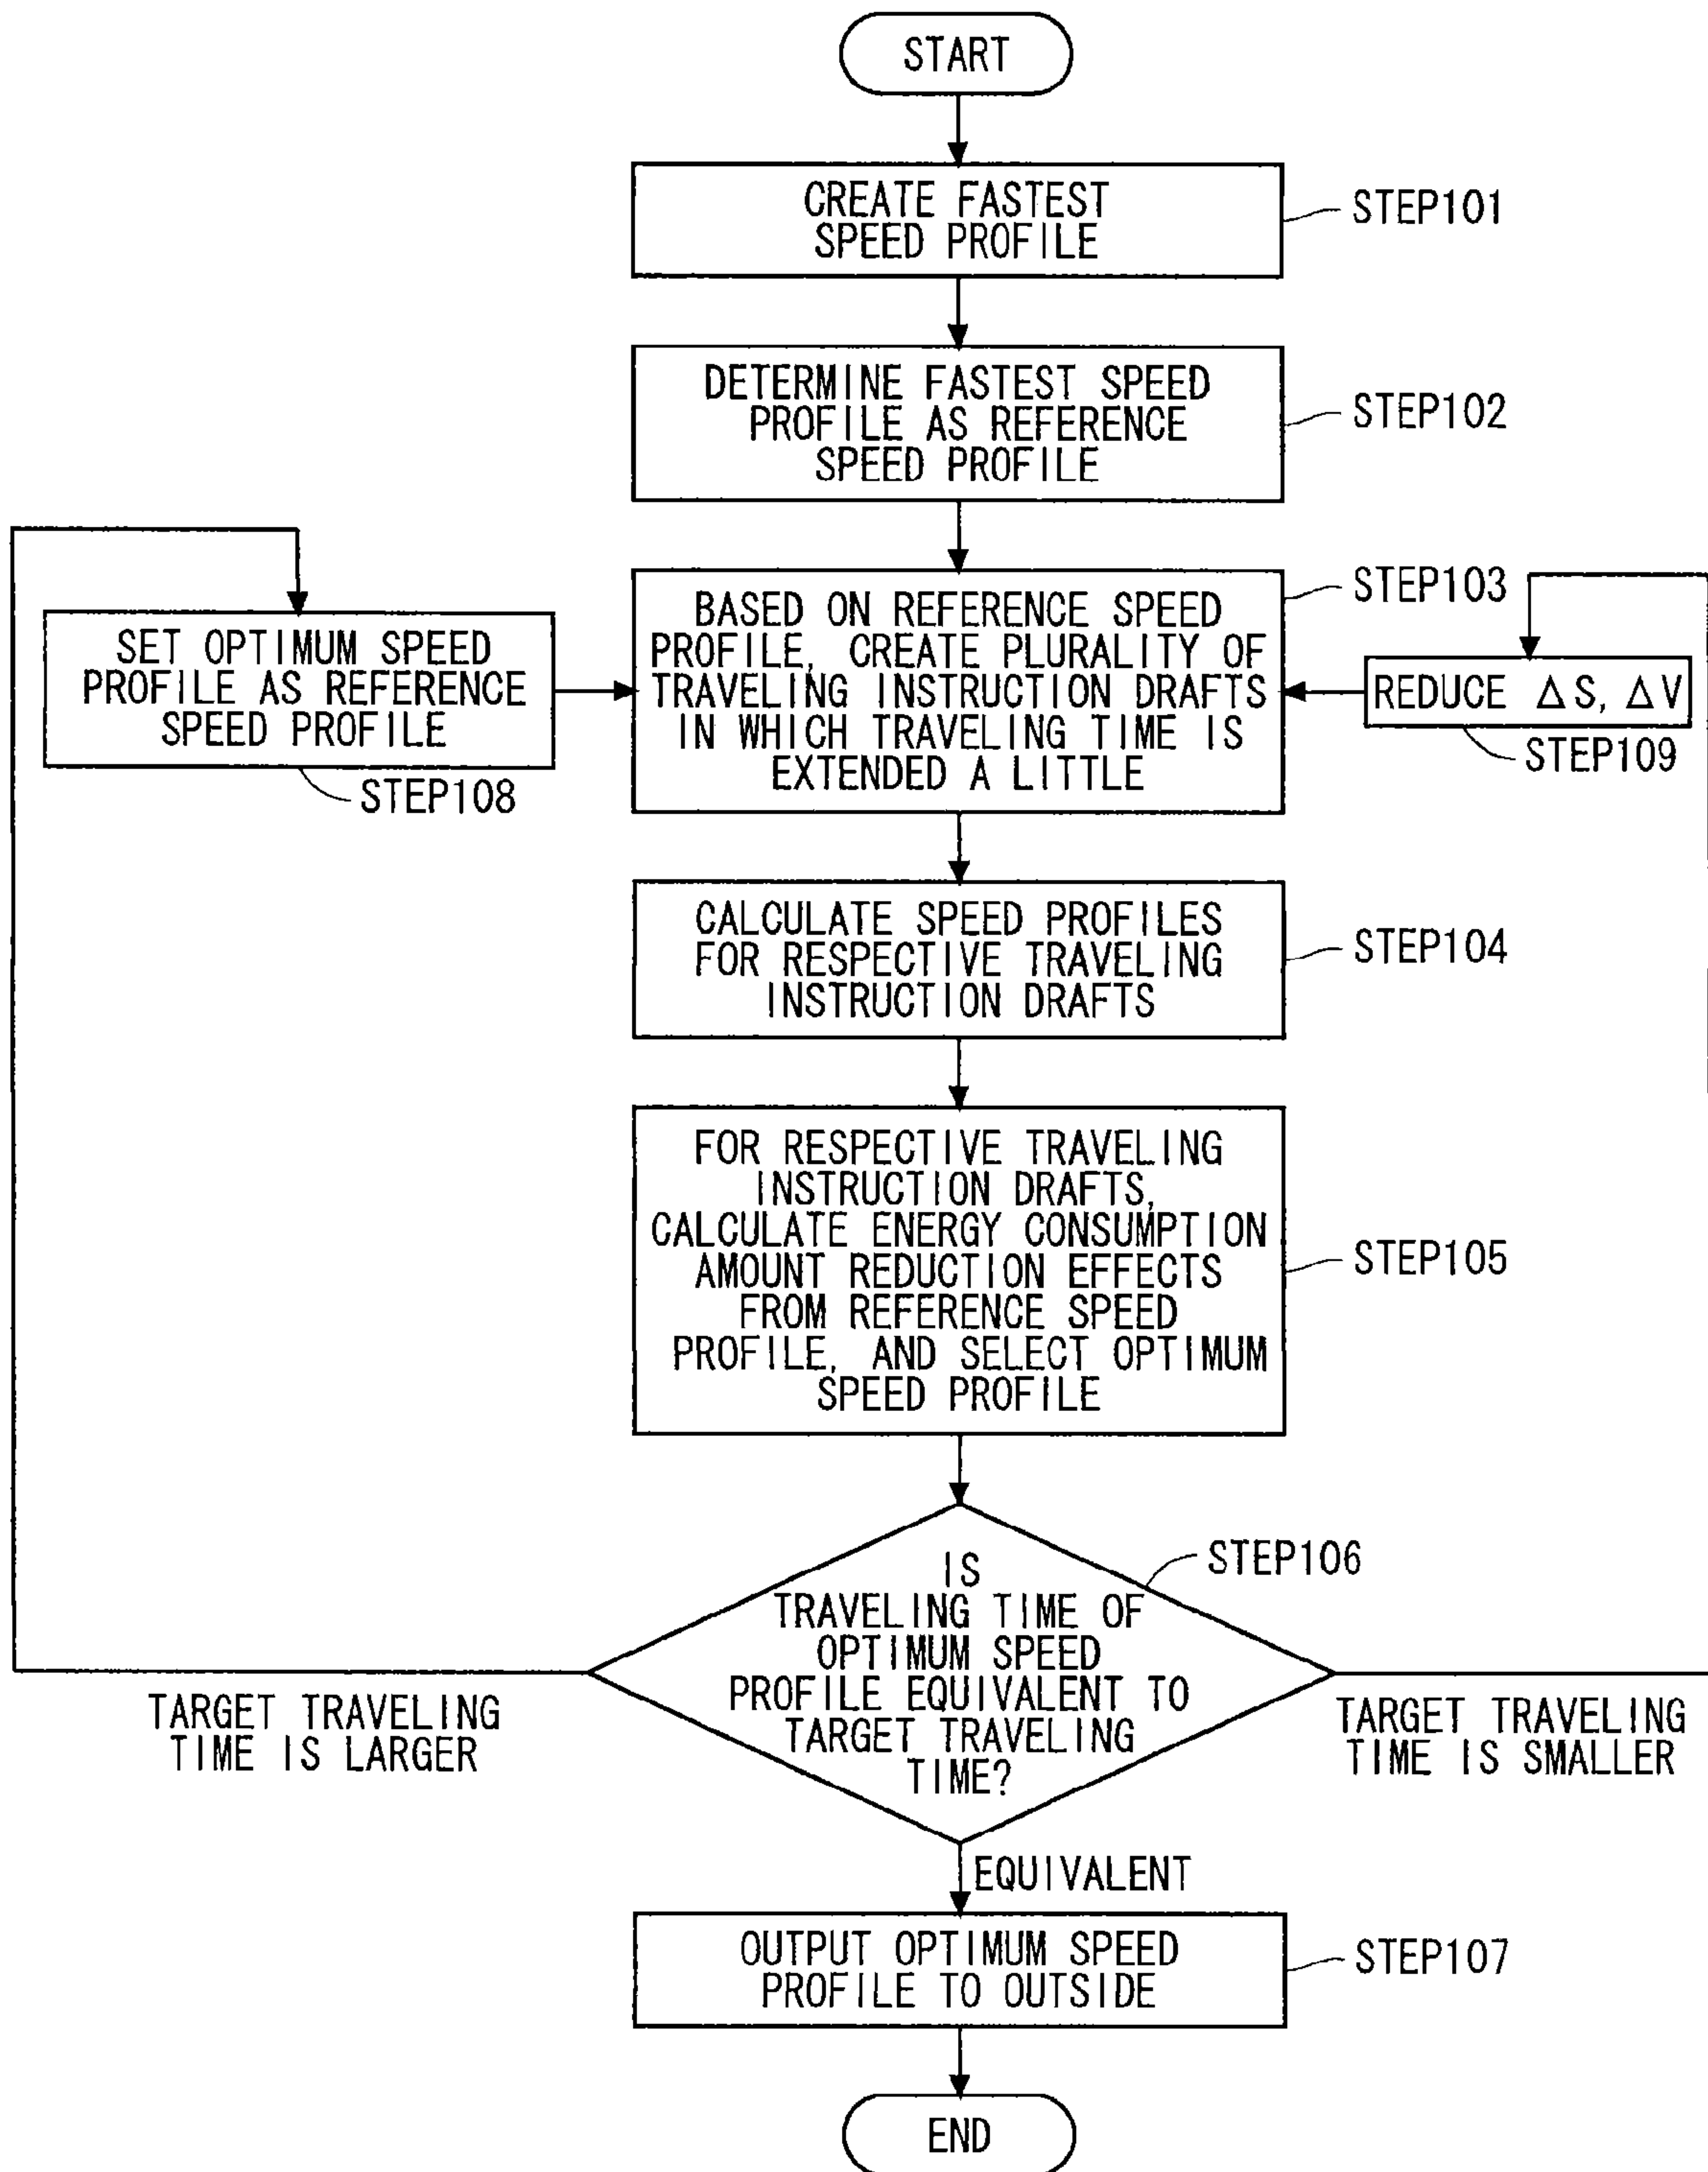 START
CREATE FASTEST
SPEED PROFILE
STEP101
DETERMINE FASTEST SPEED
PROFILE AS REFERENCE
SPEED PROFILE
STEP102
BASED ON REFERENCE SPEED
PROFILE, CREATE PLURALITY OF
TRAVELING INSTRUCTION DRAFTS
IN WHICH TRAVELING TIME IS
EXTENDED A LITTLE
STEP103
SET OPTIMUM SPEED
PROFILE AS REFERENCE
SPEED PROFILE
STEP108
REDUCE ΔS, ΔV
STEP109
CALCULATE SPEED PROFILES
FOR RESPECTIVE TRAVELING
INSTRUCTION DRAFTS
STEP104
FOR RESPECTIVE TRAVELING
INSTRUCTION DRAFTS,
CALCULATE ENERGY CONSUMPTION
AMOUNT REDUCTION EFFECTS
FROM REFERENCE SPEED
PROFILE, AND SELECT OPTIMUM
SPEED PROFILE
STEP105
IS
TRAVELING TIME OF
OPTIMUM SPEED
PROFILE EQUIVALENT TO
TARGET TRAVELING
TIME?
STEP106
TARGET TRAVELING
TIME IS LARGER
TARGET TRAVELING
TIME IS SMALLER
EQUIVALENT
OUTPUT OPTIMUM SPEED
PROFILE TO OUTSIDE
STEP107
END